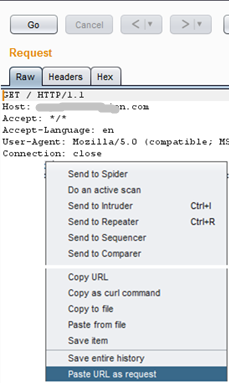 Go Cancel < >
Request
Raw Headers Hex
GET / HTTP/1.1
Host: on.com
Accept: */*
Accept-Language: en
User-Agent: Mozilla/5.0 (compatible; MS
Connection: close
Send to Spider
Do an active scan
Send to Intruder Ctrl+I
Send to Repeater Ctrl+R
Send to Sequencer
Send to Comparer
Copy URL
Copy as curl command
Copy to file
Paste from file
Save item
Save entire history
Paste URL as request